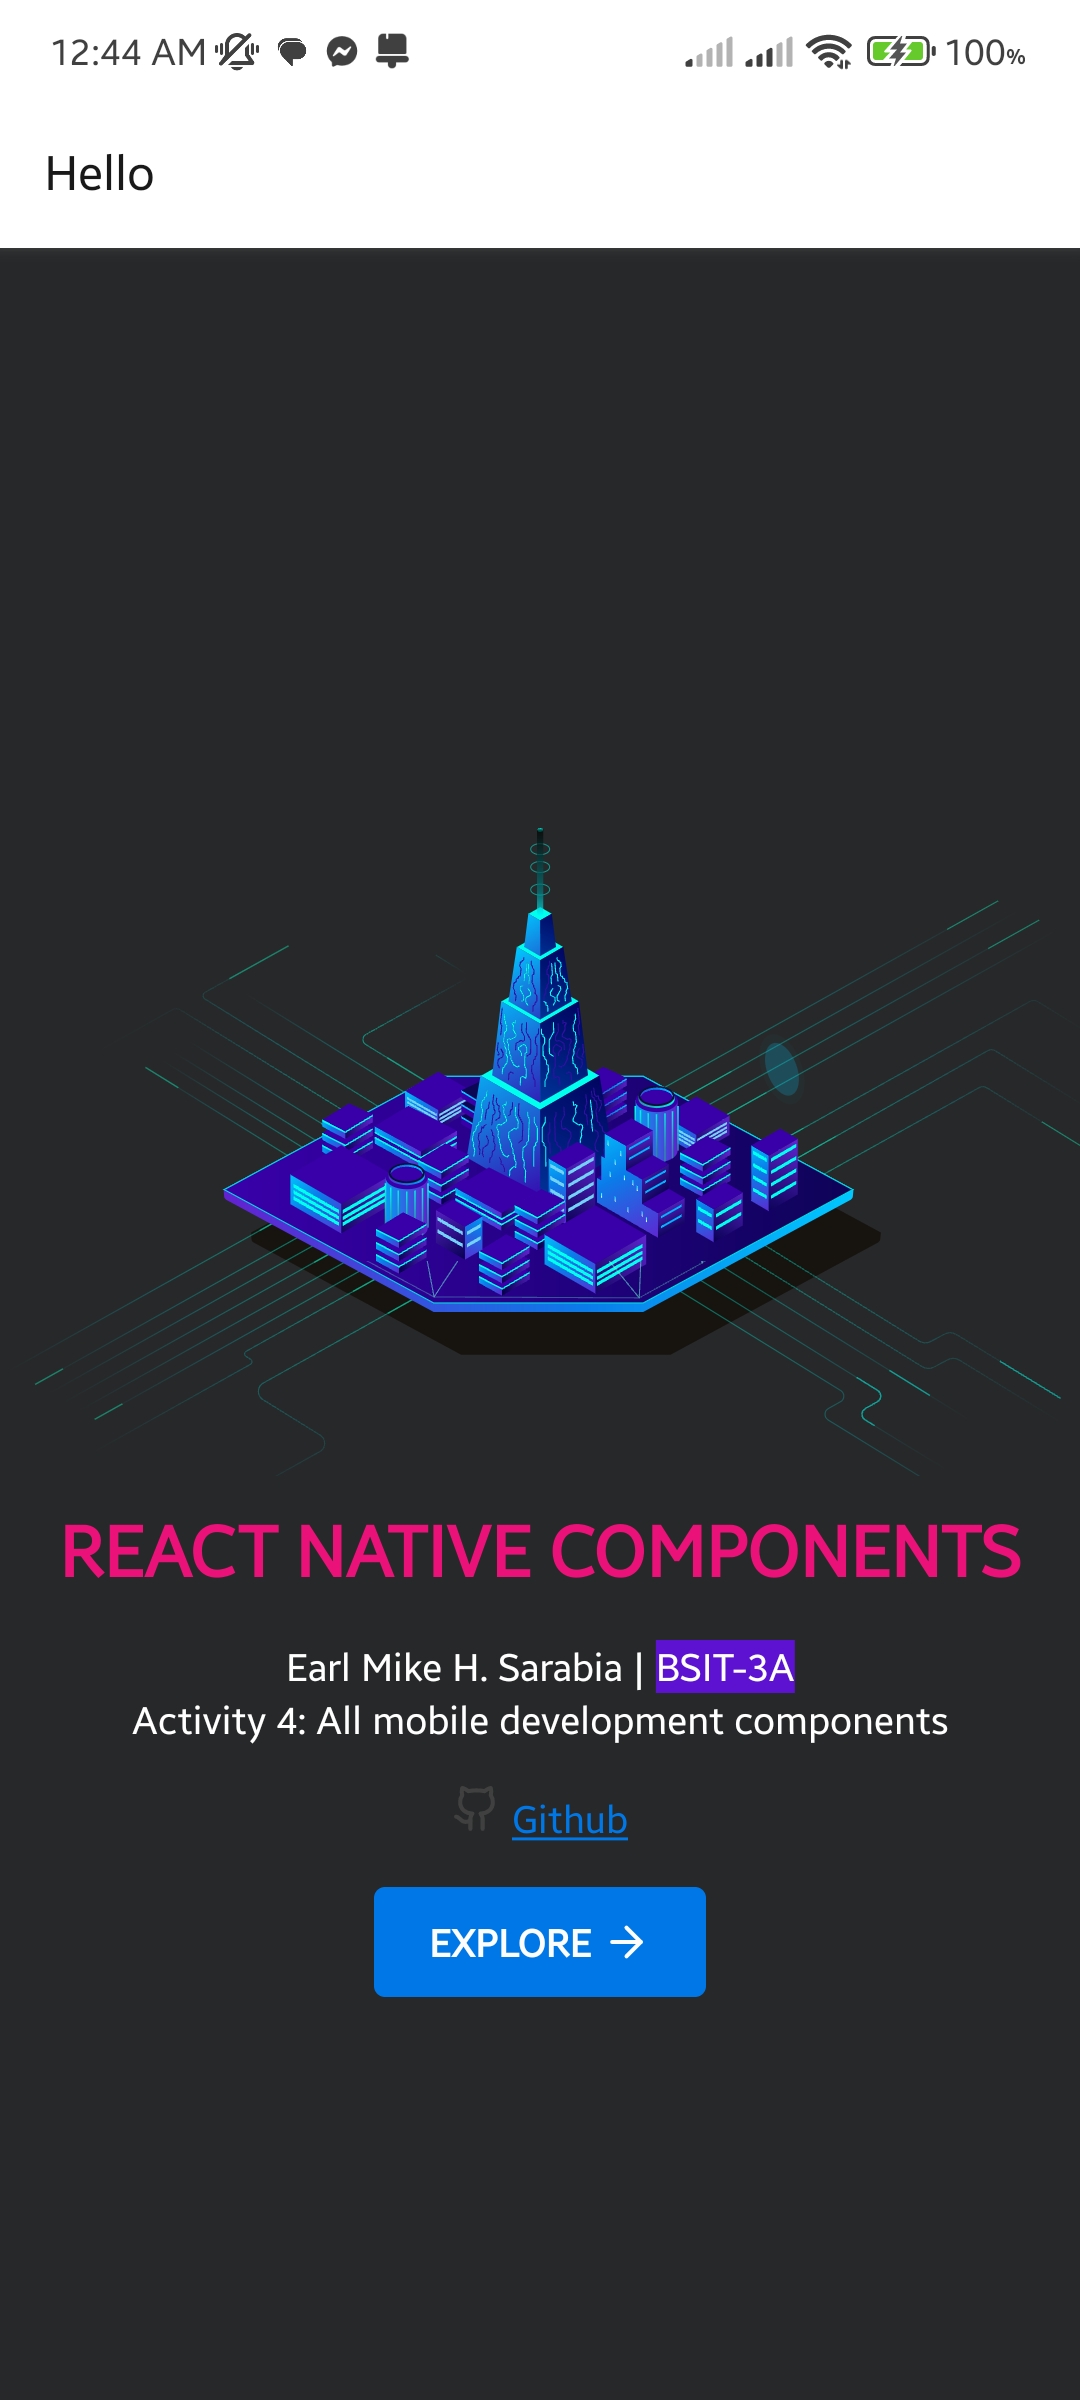 12:44 AM 100%
Hello
REACT NATIVE COMPONENTS
Earl Mike H. Sarabia | BSIT-3A
Activity 4: All mobile development components
Github
EXPLORE →